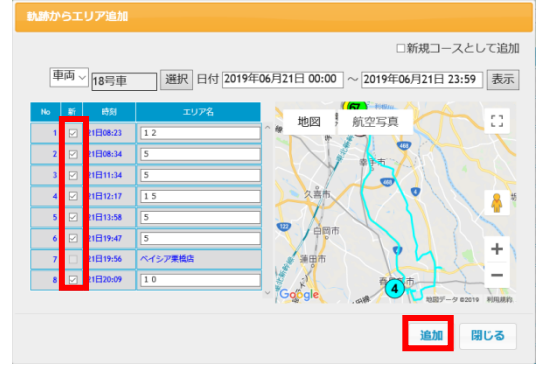 軌跡からエリア追加
□新規コースとして追加
車両 18号車 選択 日付 2019年06月21日 00:00 ～ 2019年06月21日 23:59 表示
No 新 時刻 エリア名
1 21日08:23 12
2 21日08:34 5
3 21日11:34 5
4 21日12:17 15
5 21日13:58 5
6 21日19:47 5
7 21日19:56 ベイシア栗橋店
8 21日20:09 10
地図 航空写真
57
幸手市
468
久喜市
122
白岡市
蓮田市
4
Google
地図データ ©2019 利用規約
追加 閉じる